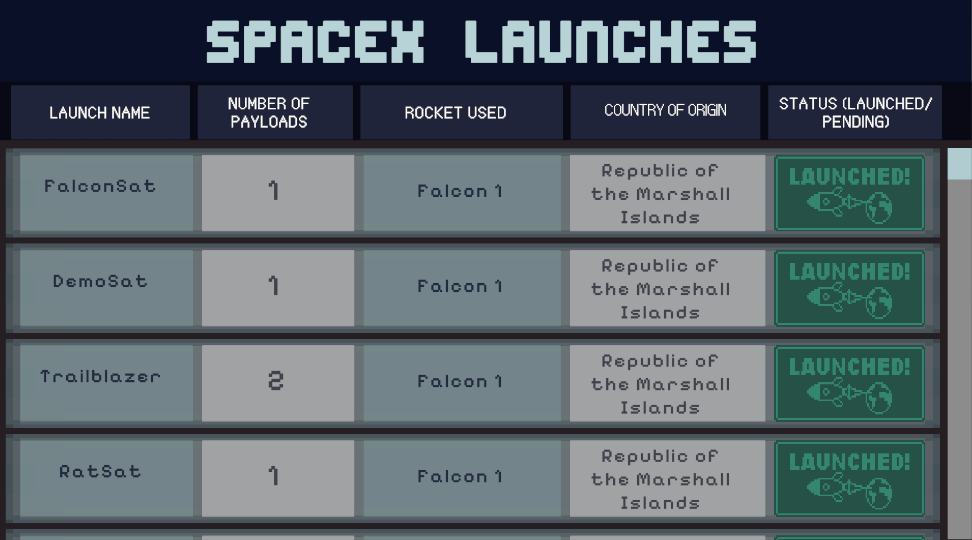 SPACEX LAUNCHES
LAUNCH NAME
NUMBER OF
PAYLOADS
ROCKET USED
COUNTRY OF ORIGIN
STATUS (LAUNCHED/
PENDING)
FalconSat
1
Falcon 1
Republic of
the Marshall
Islands
LAUNCHED!
DemoSat
1
Falcon 1
Republic of
the Marshall
Islands
LAUNCHED!
Trailblazer
2
Falcon 1
Republic of
the Marshall
Islands
LAUNCHED!
RatSat
1
Falcon 1
Republic of
the Marshall
Islands
LAUNCHED!